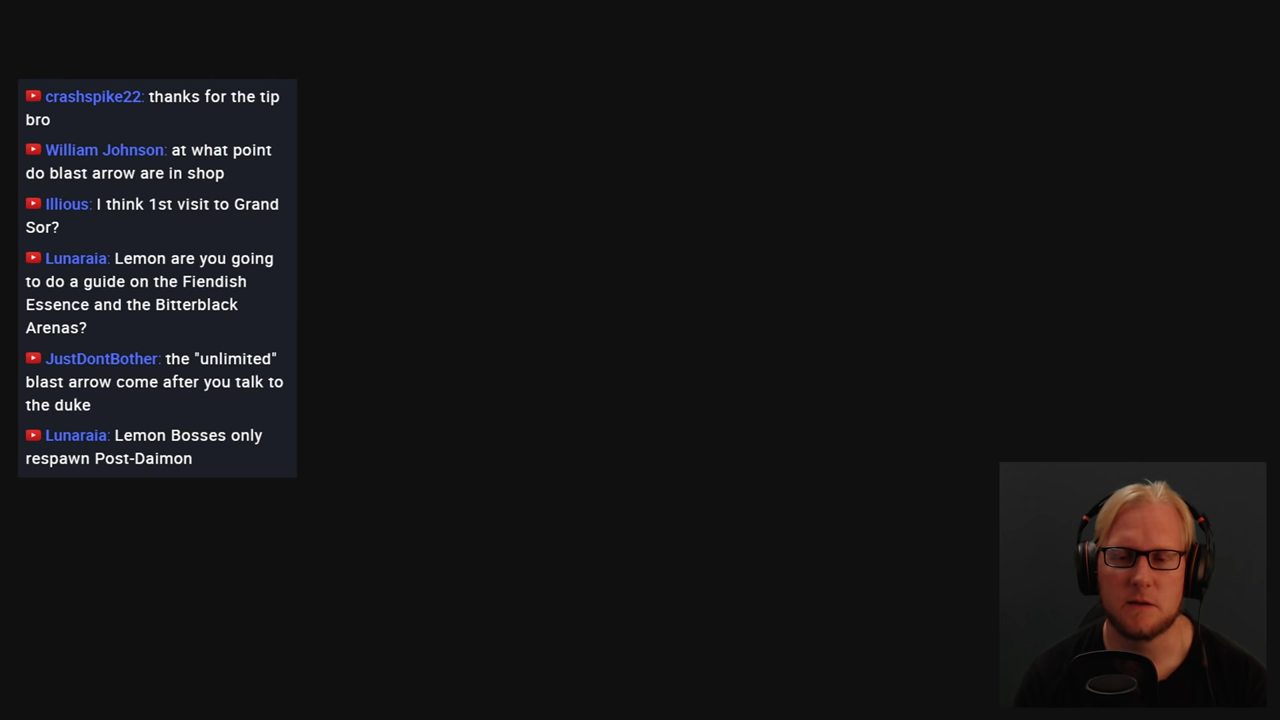 crashspike22: thanks for the tip
bro
William Johnson: at what point
do blast arrow are in shop
Illious: I think 1st visit to Grand
Sor?
Lunaraia: Lemon are you going
to do a guide on the Fiendish
Essence and the Bitterblack
Arenas?
JustDontBother: the "unlimited"
blast arrow come after you talk to
the duke
Lunaraia: Lemon Bosses only
respawn Post-Daimon